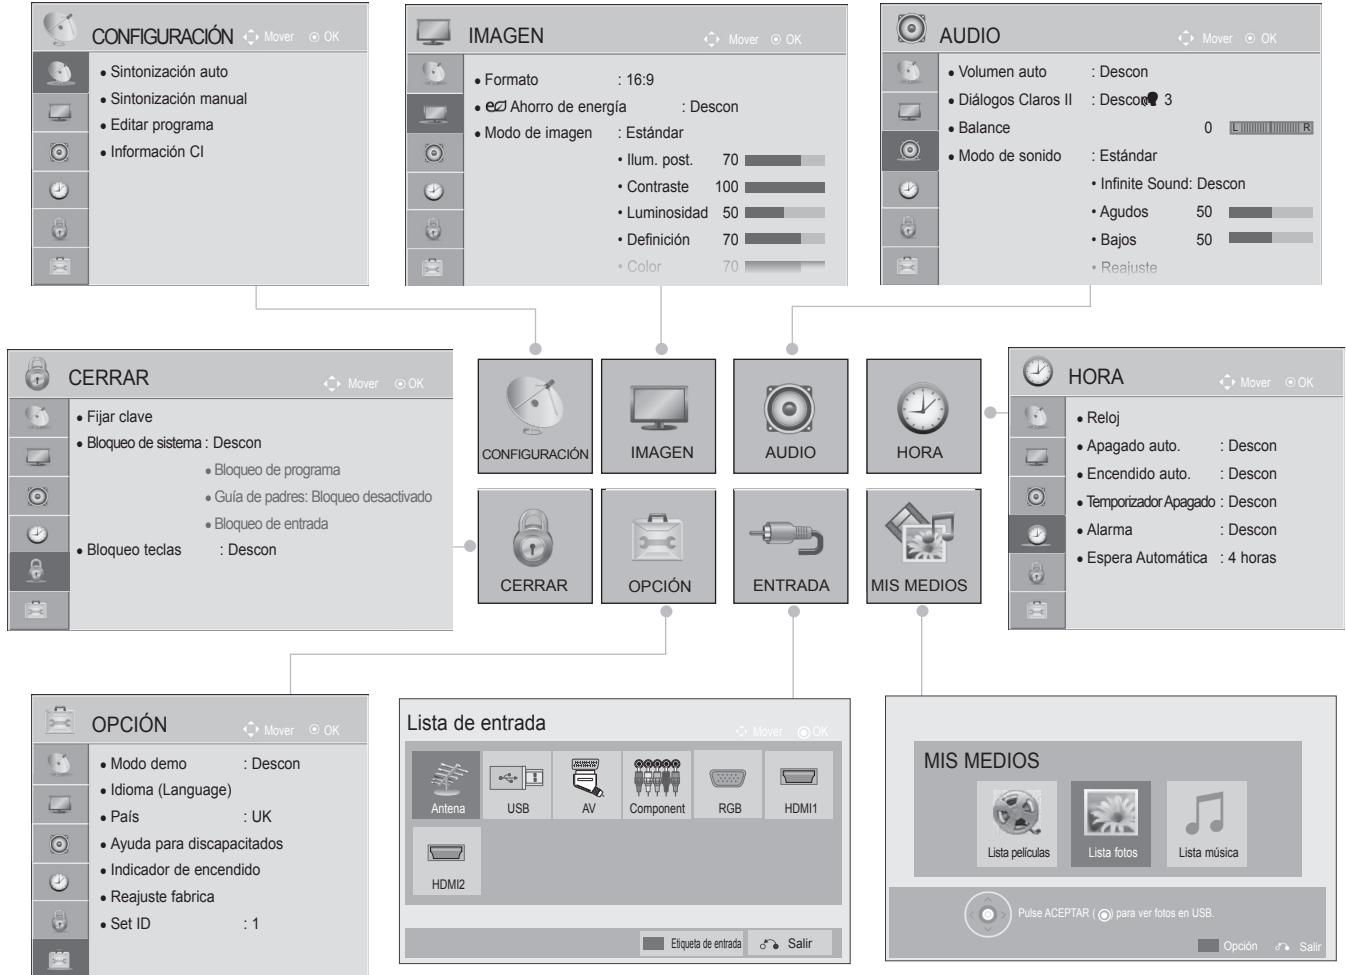 CONFIGURACIÓN Mover OK
• Sintonización auto
• Sintonización manual
• Editar programa
• Información CI
IMAGEN Mover OK
• Formato : 16:9
• Ahorro de energía : Descon
• Modo de imagen : Estándar
• Ilum. post. 70
• Contraste 100
• Luminosidad 50
• Definición 70
• Color 70
AUDIO Mover OK
• Volumen auto : Descon
• Diálogos Claros II : Descon 3
• Balance 0 L R
• Modo de sonido : Estándar
• Infinite Sound: Descon
• Agudos 50
• Bajos 50
• Reajuste
CERRAR Mover OK
• Fijar clave
• Bloqueo de sistema : Descon
• Bloqueo de programa
• Guía de padres: Bloqueo desactivado
• Bloqueo de entrada
• Bloqueo teclas : Descon
CONFIGURACIÓN
IMAGEN
AUDIO
HORA
CERRAR
OPCIÓN
ENTRADA
MIS MEDIOS
HORA Mover OK
• Reloj
• Apagado auto. : Descon
• Encendido auto. : Descon
• Temporizador Apagado : Descon
• Alarma : Descon
• Espera Automática : 4 horas
OPCIÓN Mover OK
• Modo demo : Descon
• Idioma (Language)
• País : UK
• Ayuda para discapacitados
• Indicador de encendido
• Reajuste fabrica
• Set ID : 1
Lista de entrada Mover OK
Antena
USB
AV
Component
RGB
HDMI1
HDMI2
Etiqueta de entrada Salir
MIS MEDIOS
Lista películas
Lista fotos
Lista música
Pulse ACEPTAR ( ) para ver fotos en USB.
Opción Salir